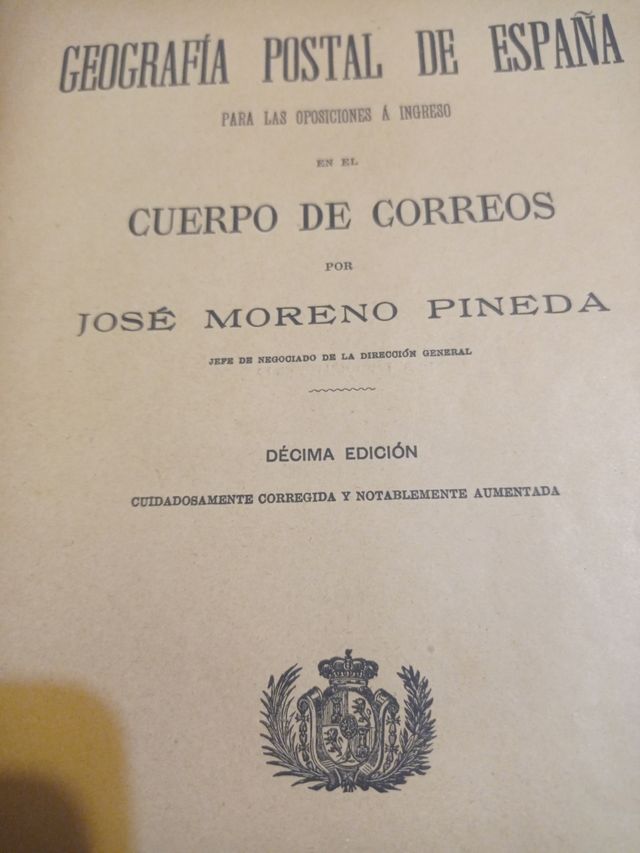 GEOGRAFÍA POSTAL DE ESPAÑA
PARA LAS OPOSICIONES Á INGRESO
EN EL
CUERPO DE CORREOS
POR
JOSÉ MORENO PINEDA
JEFE DE NEGOCIADO DE LA DIRECCIÓN GENERAL
DÉCIMA EDICIÓN
CUIDADOSAMENTE CORREGIDA Y NOTABLEMENTE AUMENTADA